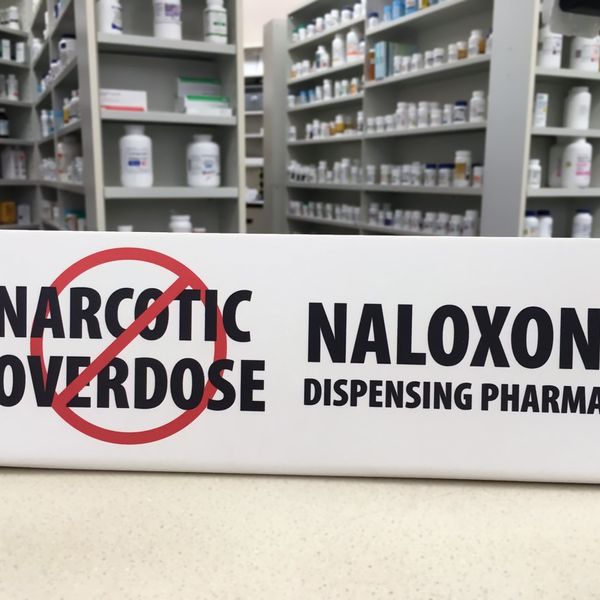 NARCOTIC
OVERDOSE
NALOXON
DISPENSING PHARMA